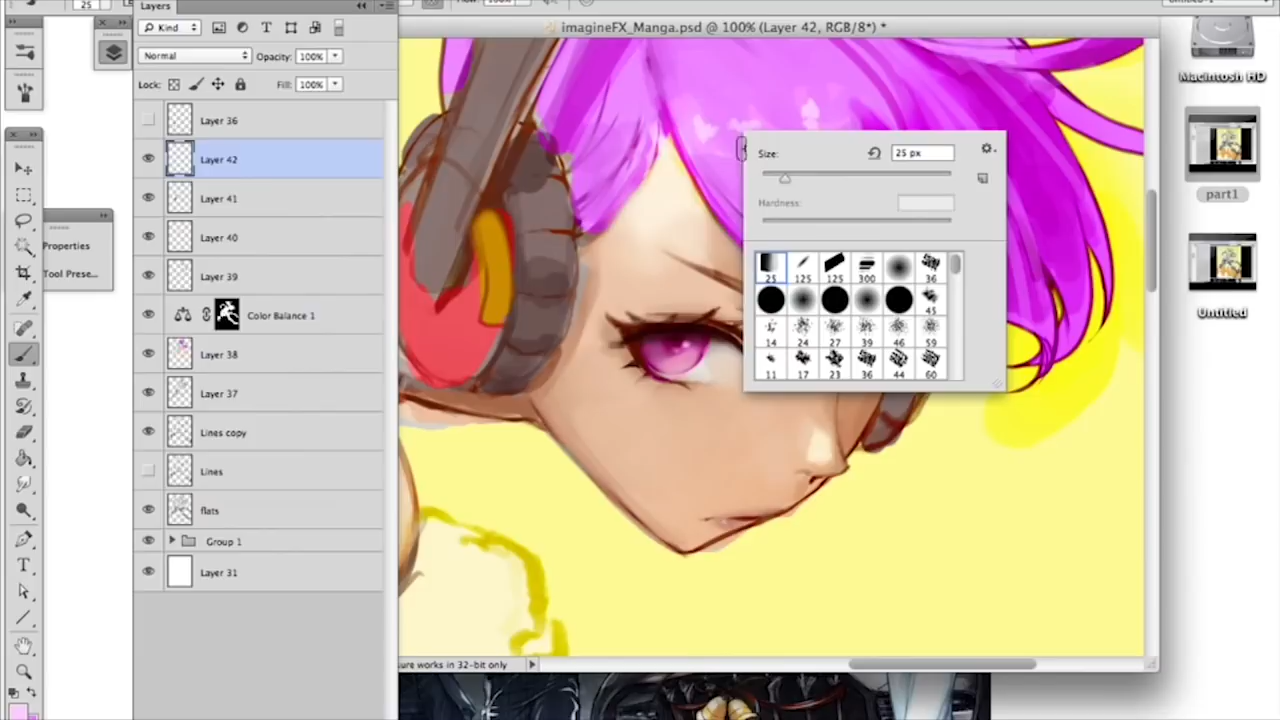 25
Layers
Kind
Normal
Opacity: 100%
Lock:
Fill: 100%
Layer 36
Layer 42
Layer 41
Layer 40
Layer 39
Color Balance 1
Layer 38
Layer 37
Lines copy
Lines
flats
Group 1
Layer 31
Properties
Tool Prese...
imagineFX_Manga.psd @ 100% (Layer 42, RGB/8*) *
Size:
25 px
Hardness:
25 125 125 300 36
45
14 24 27 39 46 59
11 17 23 36 44 60
sure works in 32-bit only
Macintosh HD
part1
Untitled